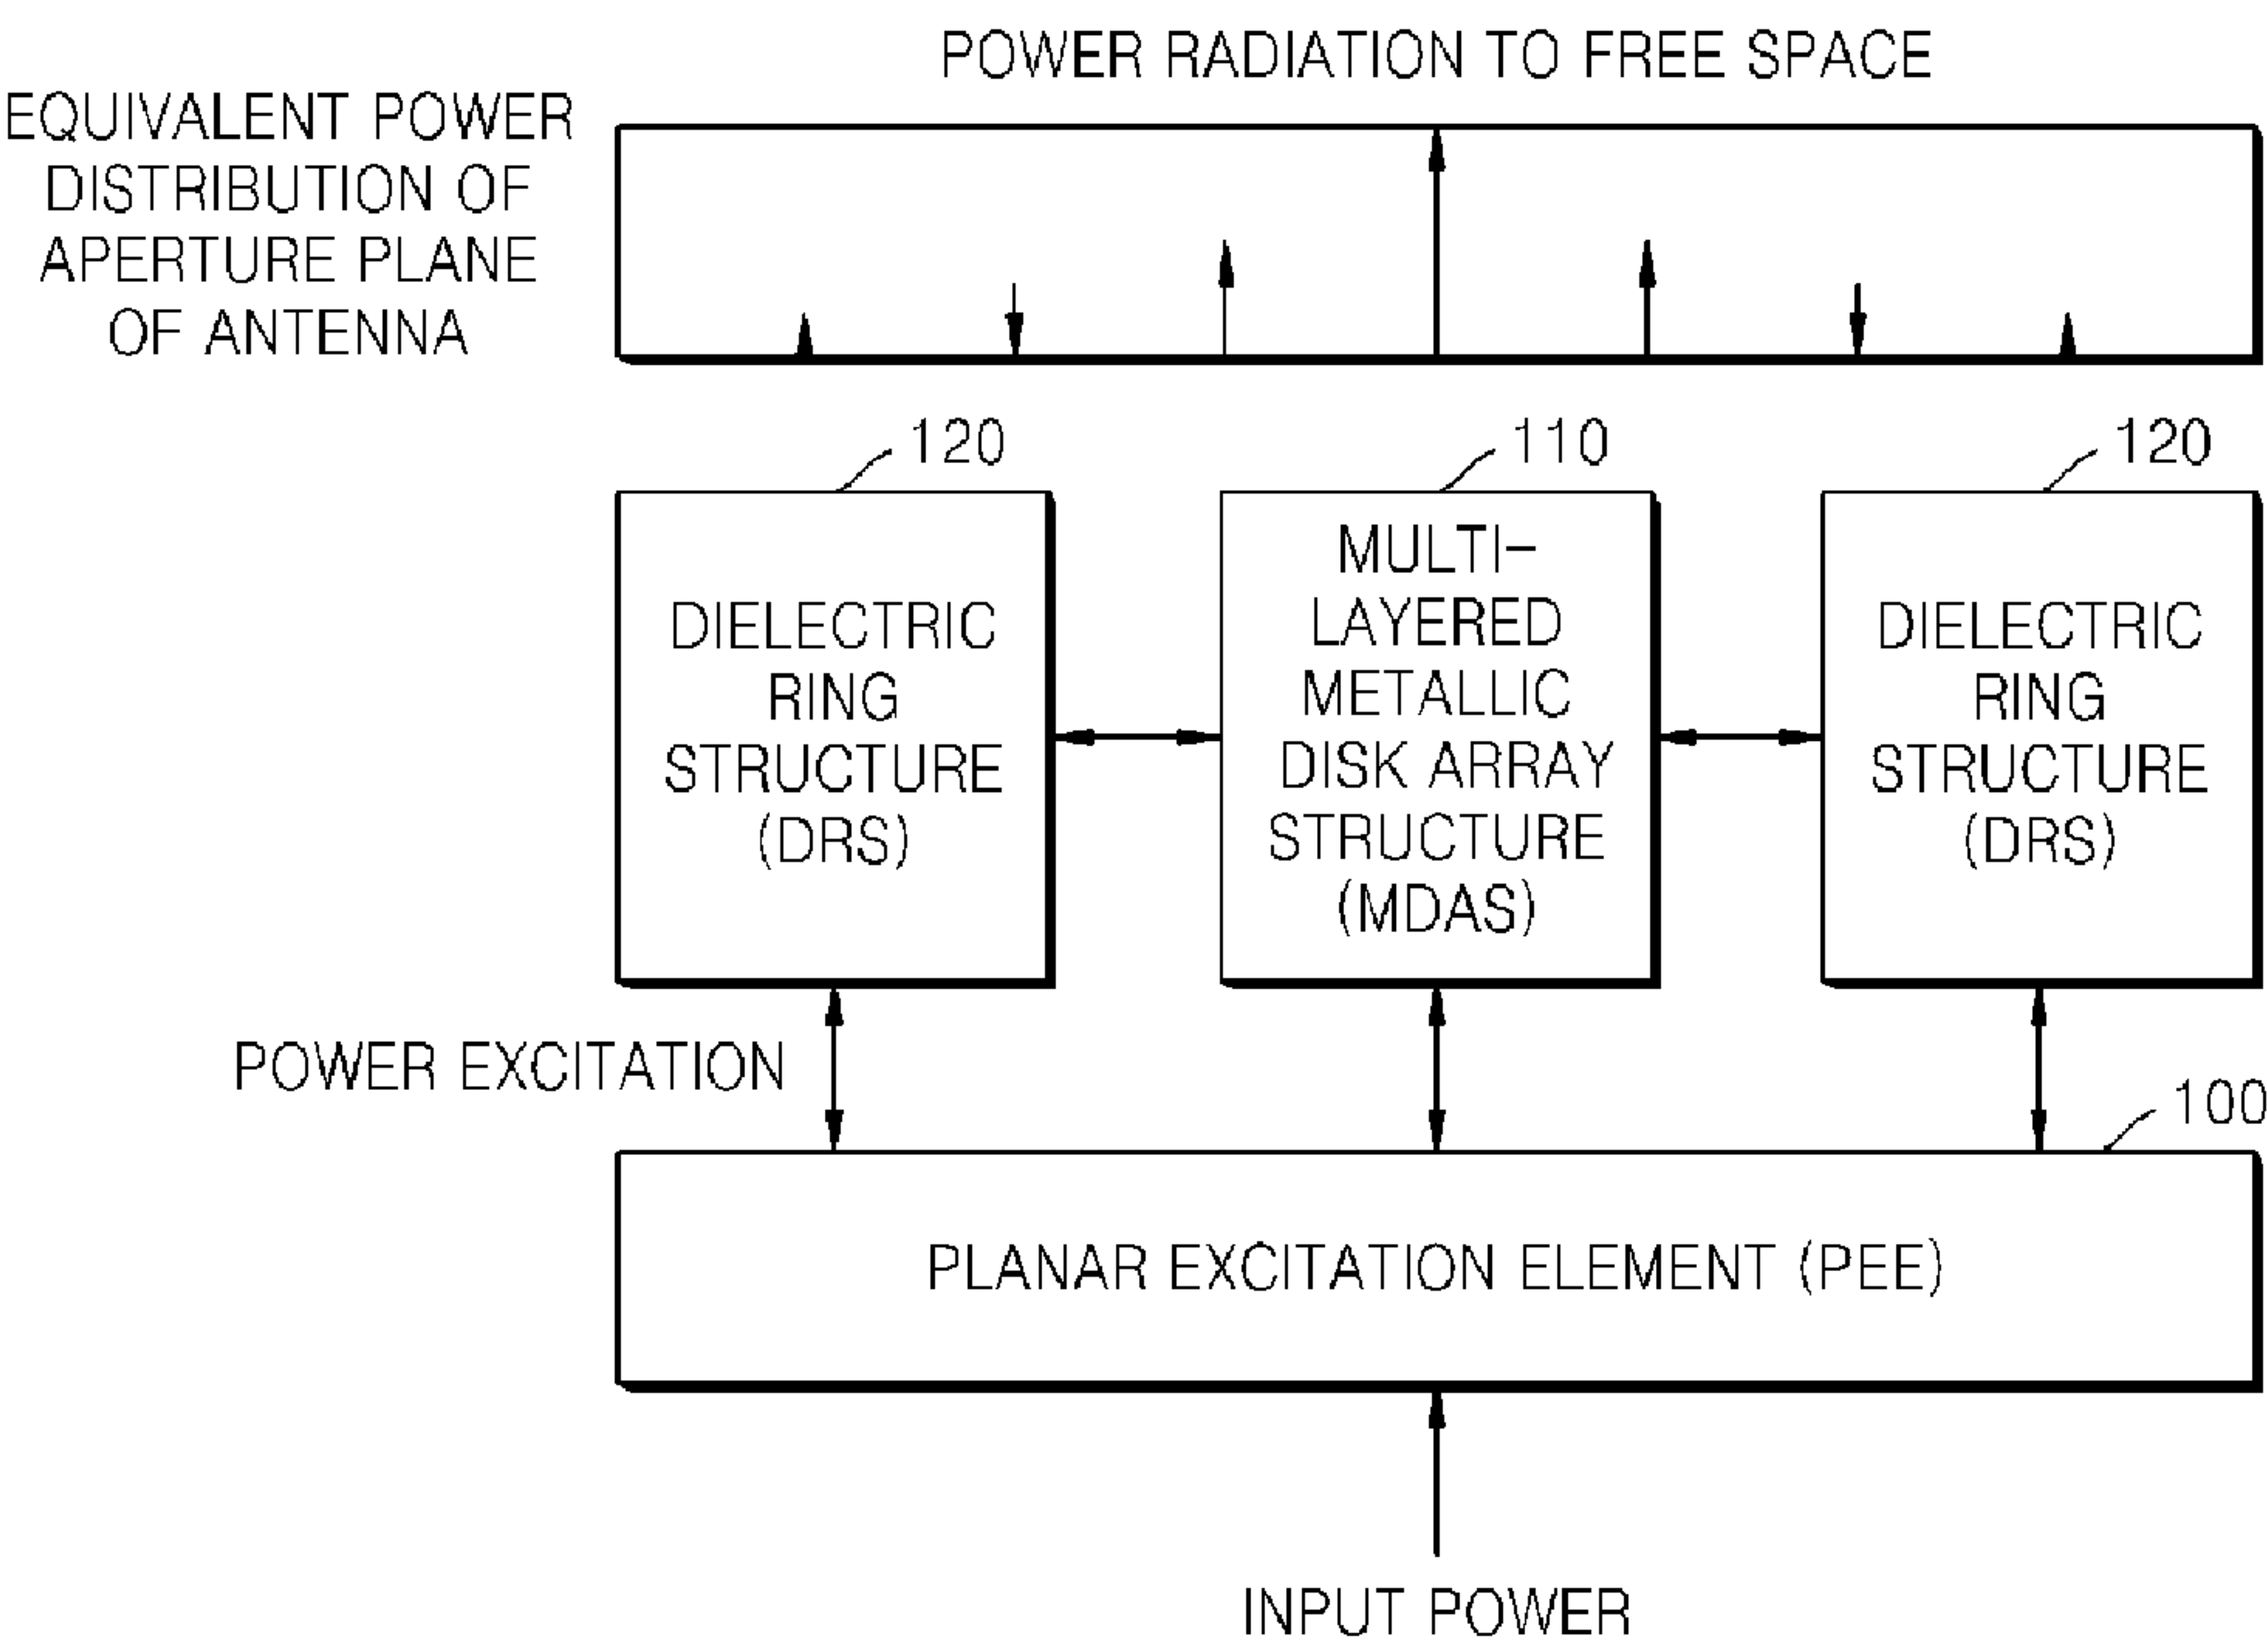 POWER RADIATION TO FREE SPACE
EQUIVALENT POWER
DISTRIBUTION OF
APERTURE PLANE
OF ANTENNA
120
110
120
DIELECTRIC
RING
STRUCTURE
(DRS)
MULTI-
LAYERED
METALLIC
DISK ARRAY
STRUCTURE
(MDAS)
DIELECTRIC
RING
STRUCTURE
(DRS)
POWER EXCITATION
100
PLANAR EXCITATION ELEMENT (PEE)
INPUT POWER